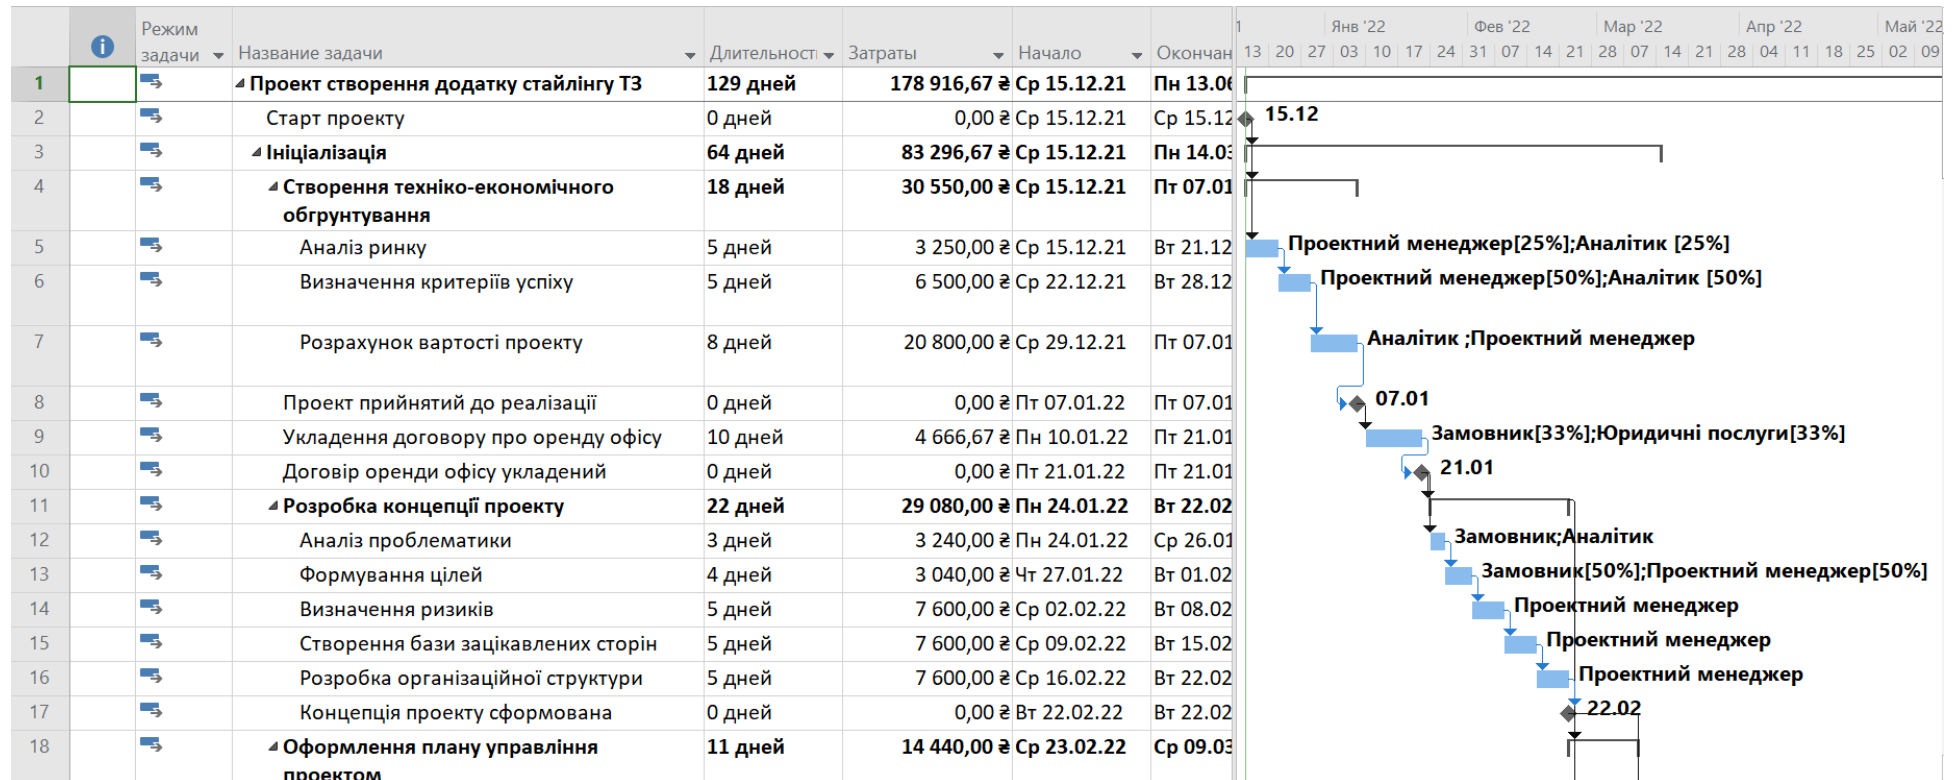 Режим задачи Название задачи Длительност Затраты Начало Окончан
1 Янв '22 Фев '22 Мар '22 Апр '22 Май '22
13 20 27 03 10 17 24 31 07 14 21 28 07 14 21 28 04 11 18 25 02 09
1 Проект створення додатку стайлінгу ТЗ 129 дней 178 916,67 ₴ Ср 15.12.21 Пн 13.06
2 Старт проекту 0 дней 0,00 ₴ Ср 15.12.21 Ср 15.12 15.12
3 Ініціалізація 64 дней 83 296,67 ₴ Ср 15.12.21 Пн 14.03
4 Створення техніко-економічного обгрунтування 18 дней 30 550,00 ₴ Ср 15.12.21 Пт 07.01
5 Аналіз ринку 5 дней 3 250,00 ₴ Ср 15.12.21 Вт 21.12 Проектний менеджер[25%];Аналітик [25%]
6 Визначення критеріїв успіху 5 дней 6 500,00 ₴ Ср 22.12.21 Вт 28.12 Проектний менеджер[50%];Аналітик [50%]
7 Розрахунок вартості проекту 8 дней 20 800,00 ₴ Ср 29.12.21 Пт 07.01 Аналітик ;Проектний менеджер
8 Проект прийнятий до реалізації 0 дней 0,00 ₴ Пт 07.01.22 Пт 07.01 07.01
9 Укладення договору про оренду офісу 10 дней 4 666,67 ₴ Пн 10.01.22 Пт 21.01 Замовник[33%];Юридичні послуги[33%]
10 Договір оренди офісу укладений 0 дней 0,00 ₴ Пт 21.01.22 Пт 21.01 21.01
11 Розробка концепції проекту 22 дней 29 080,00 ₴ Пн 24.01.22 Вт 22.02
12 Аналіз проблематики 3 дней 3 240,00 ₴ Пн 24.01.22 Ср 26.01 Замовник;Аналітик
13 Формування цілей 4 дней 3 040,00 ₴ Чт 27.01.22 Вт 01.02 Замовник[50%];Проектний менеджер[50%]
14 Визначення ризиків 5 дней 7 600,00 ₴ Ср 02.02.22 Вт 08.02 Проектний менеджер
15 Створення бази зацікавлених сторін 5 дней 7 600,00 ₴ Ср 09.02.22 Вт 15.02 Проектний менеджер
16 Розробка організаційної структури 5 дней 7 600,00 ₴ Ср 16.02.22 Вт 22.02 Проектний менеджер
17 Концепція проекту сформована 0 дней 0,00 ₴ Вт 22.02.22 Вт 22.02 22.02
18 Оформлення плану управління проектом 11 дней 14 440,00 ₴ Ср 23.02.22 Ср 09.03